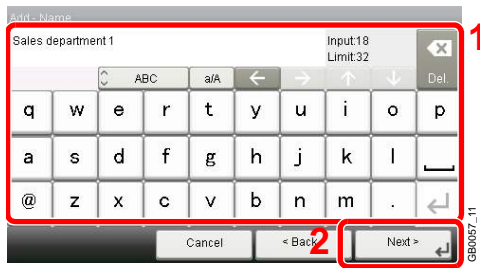 Add - Name
Sales department 1
Input:18
Limit:32
1
ABC a/A Del.
q w e r t y u i o p
a s d f g h j k l
@ z x c v b n m .
Cancel < Back 2 Next >
GB0057_11